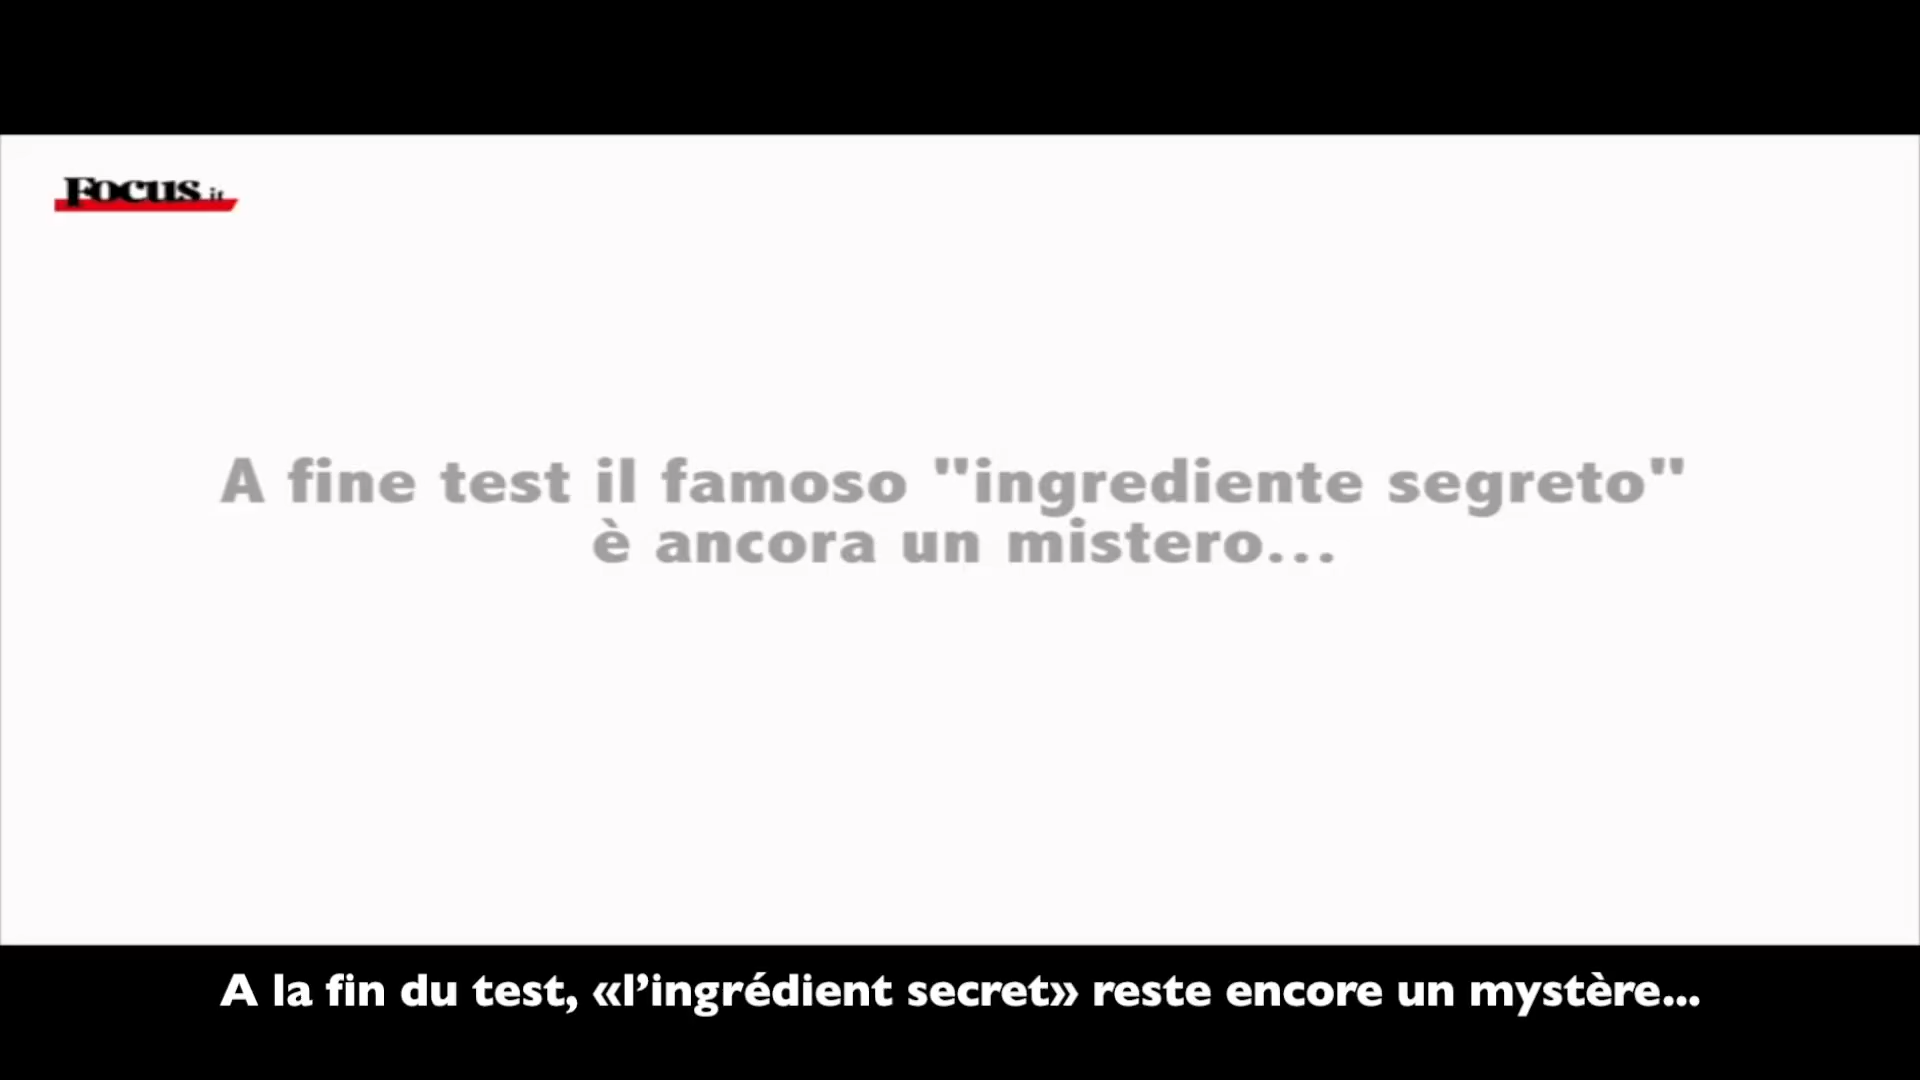 Focus.it
A fine test il famoso "ingrediente segreto"
è ancora un mistero...
A la fin du test, «l’ingrédient secret» reste encore un mystère...